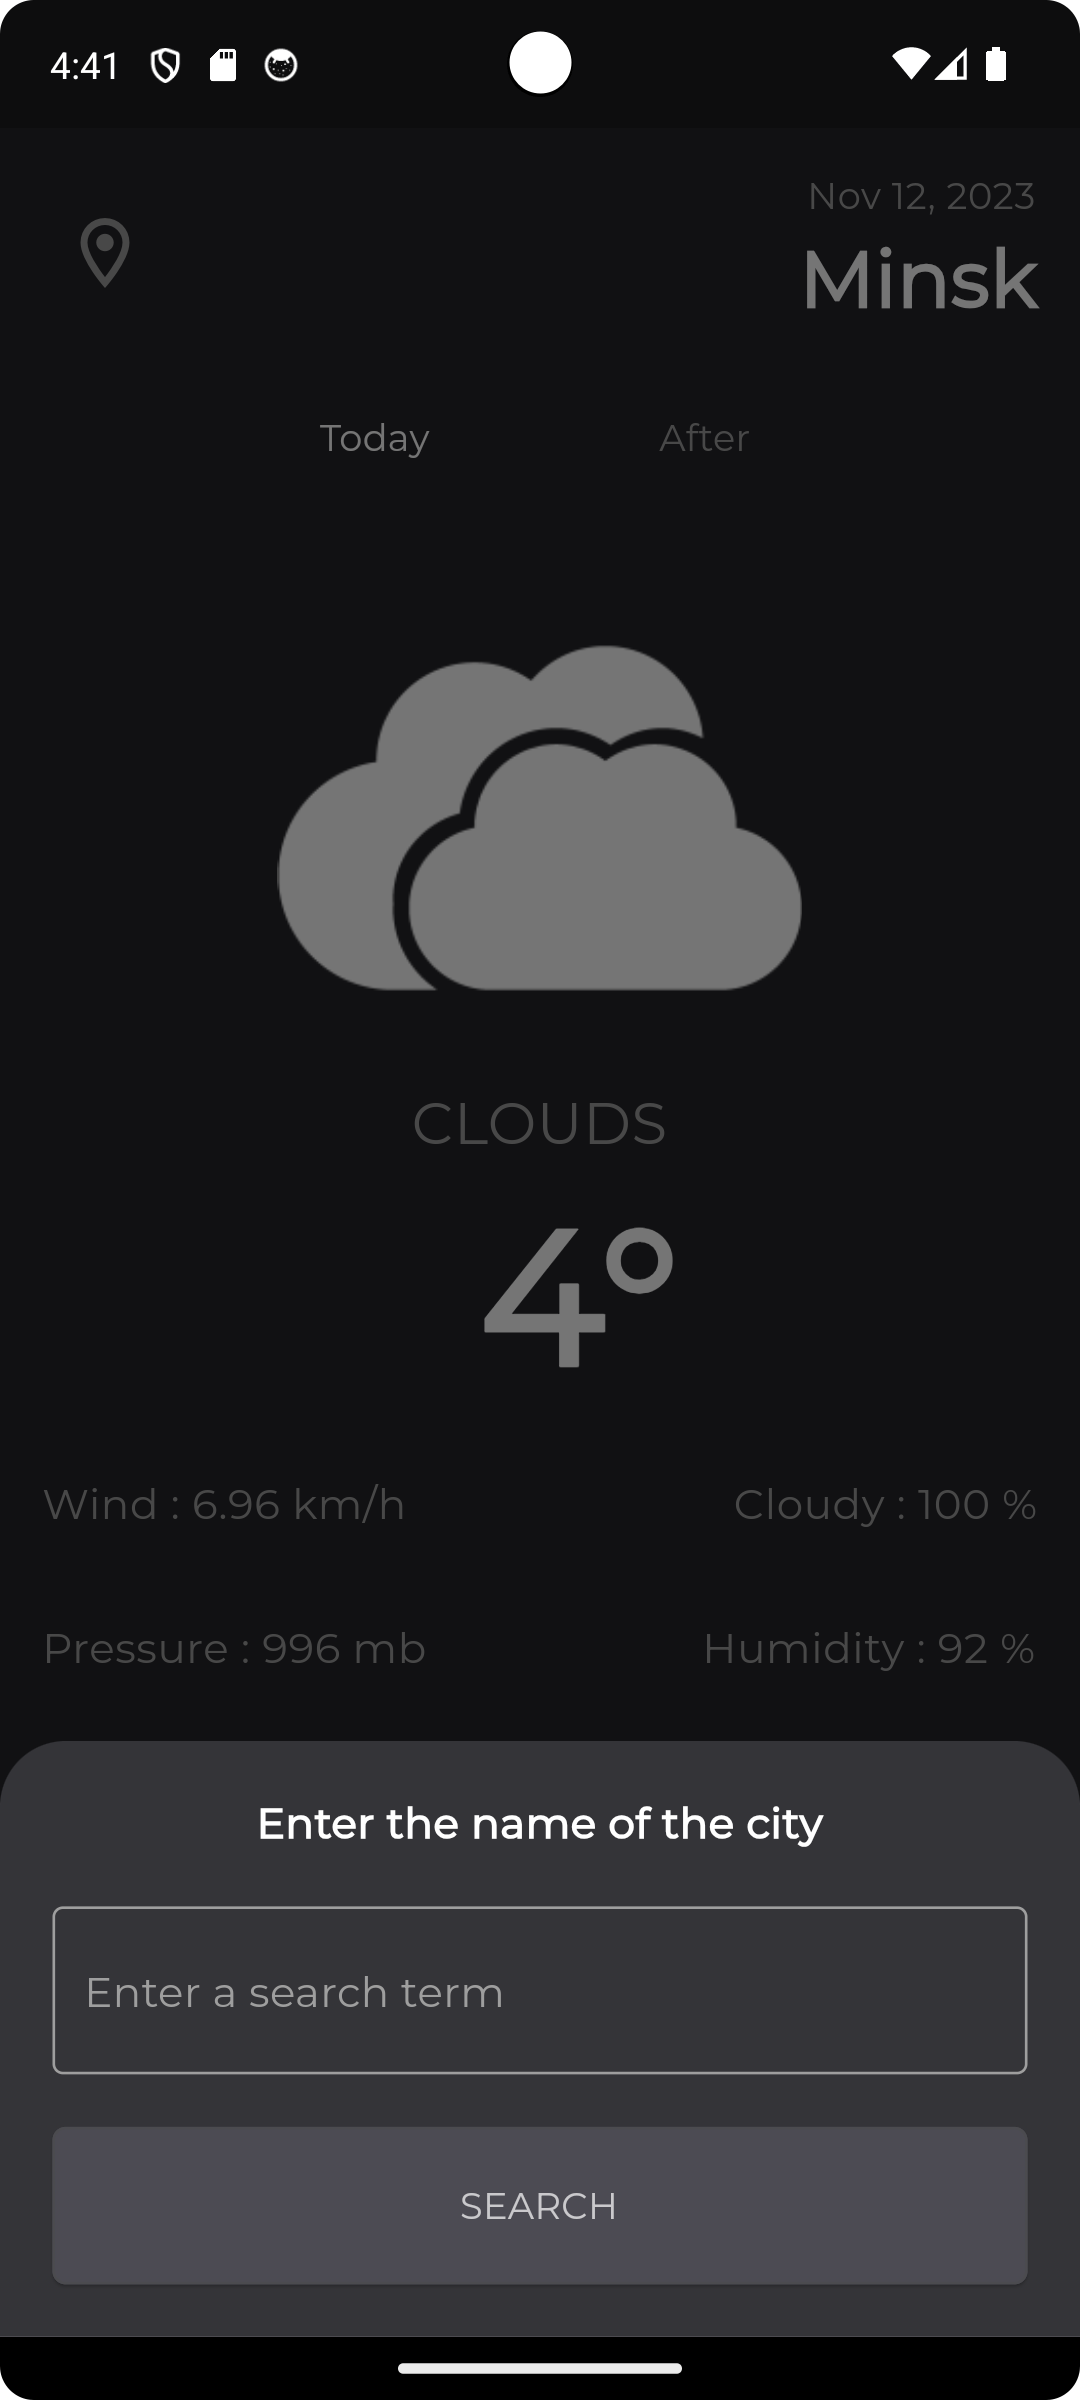 4:41
Nov 12, 2023
Minsk
Today After
CLOUDS
4°
Wind : 6.96 km/h Cloudy : 100 %
Pressure : 996 mb Humidity : 92 %
Enter the name of the city
Enter a search term
SEARCH